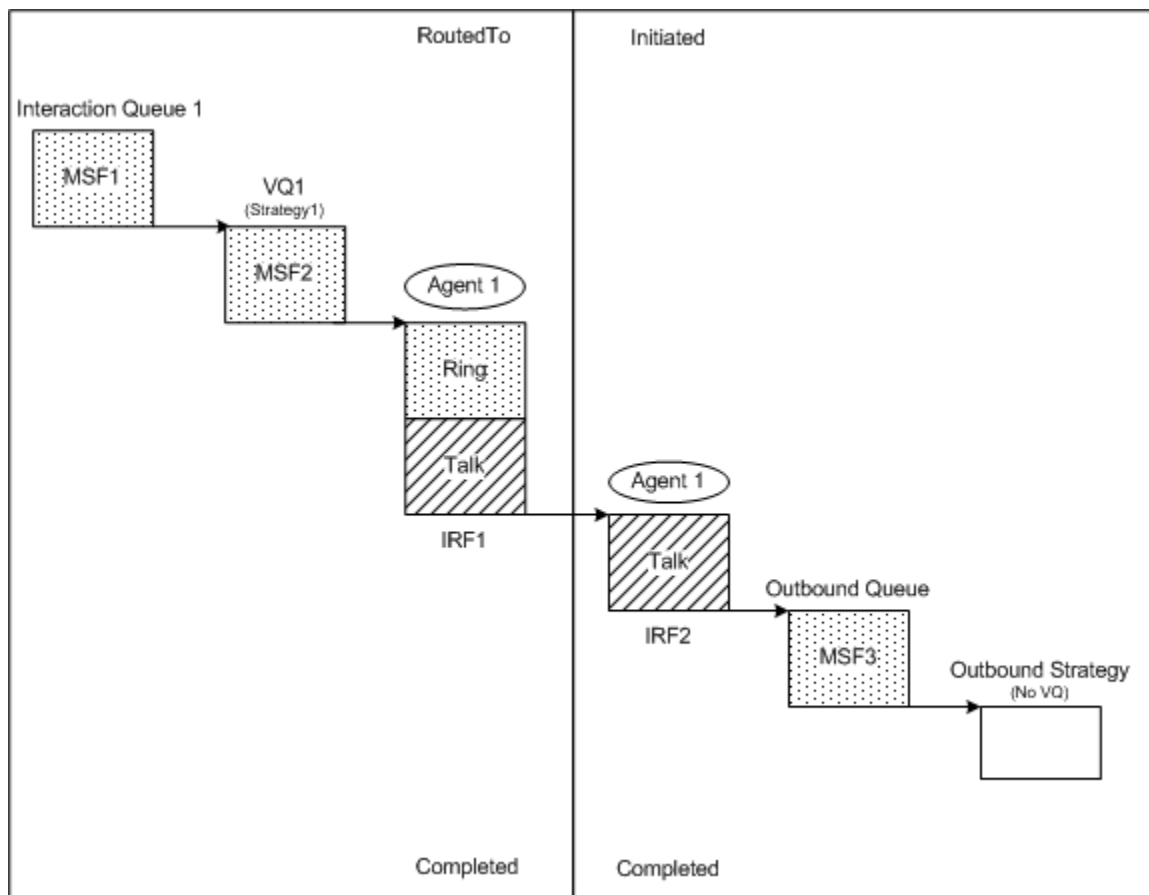 RoutedTo
Initiated
Interaction Queue 1
MSF1
VQ1
(Strategy1)
MSF2
Agent 1
Ring
Talk
IRF1
Agent 1
Talk
IRF2
Outbound Queue
MSF3
Outbound Strategy
(No VQ)
Completed
Completed